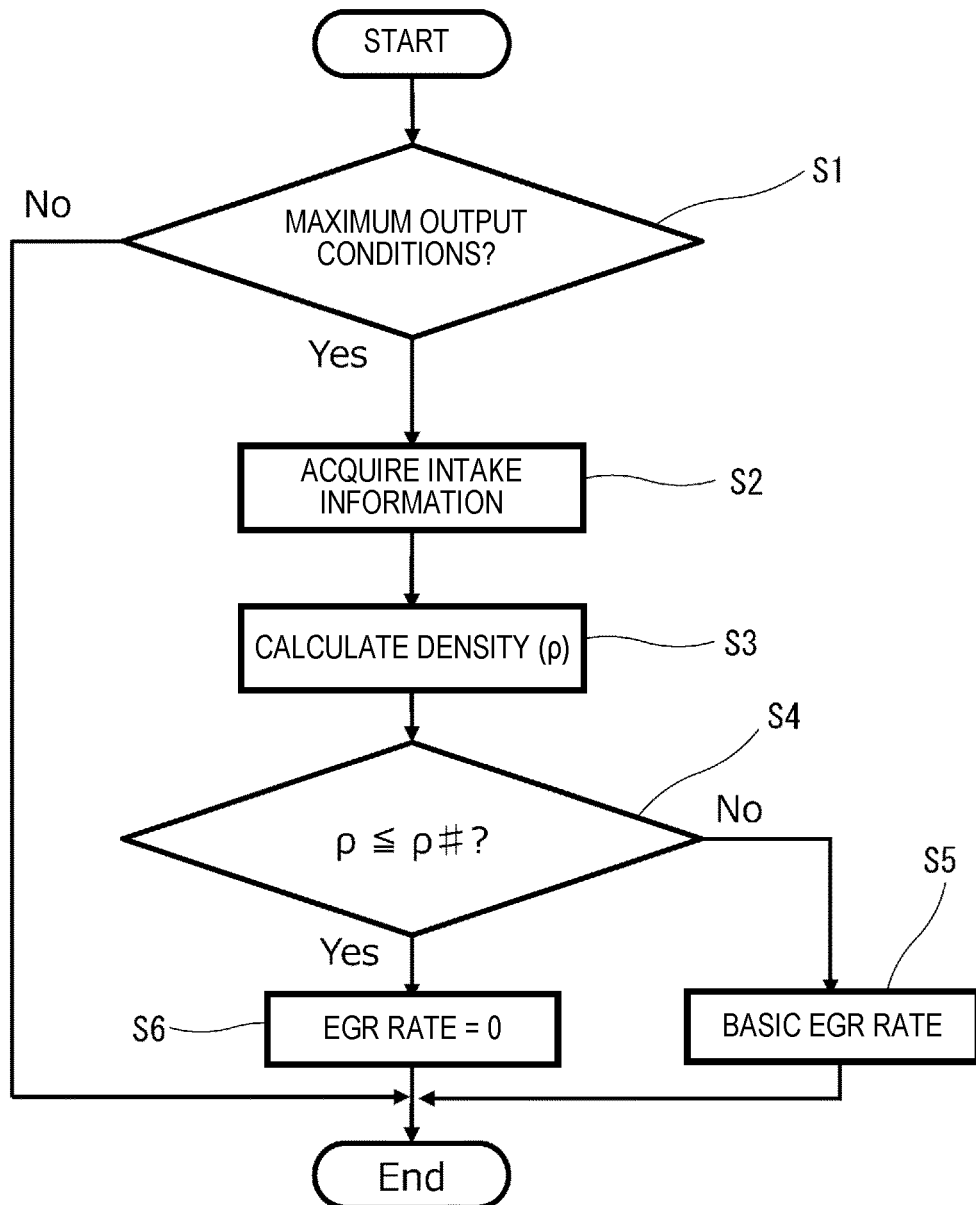 START
S1
No
MAXIMUM OUTPUT
CONDITIONS?
Yes
ACQUIRE INTAKE
INFORMATION
S2
CALCULATE DENSITY (ρ)
S3
S4
ρ ≦ ρ#?
No
S5
Yes
S6
EGR RATE = 0
BASIC EGR RATE
End